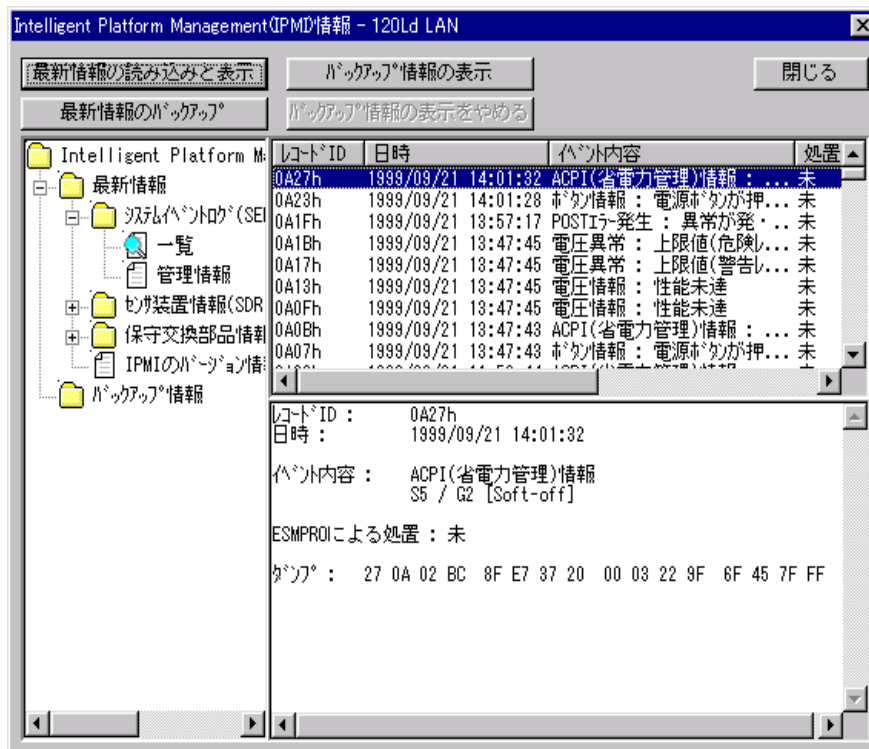 Intelligent Platform Management(IPMI)情報 - 120Ld LAN
最新情報の読み込みと表示
バックアップ情報の表示
閉じる
最新情報のバックアップ
バックアップ情報の表示をやめる
Intelligent Platform M
最新情報
システムイベントログ(SEL
一覧
管理情報
センサ装置情報(SDR
保守交換部品情報
IPMIのバージョン情
バックアップ情報
レコードID 日時 イベント内容 処置
0A27h 1999/09/21 14:01:32 ACPI(省電力管理)情報 : ... 未
0A23h 1999/09/21 14:01:28 ボタン情報 : 電源ボタンが押... 未
0A1Fh 1999/09/21 13:57:17 POSTエラー発生 : 異常が発・.. 未
0A1Bh 1999/09/21 13:47:45 電圧異常 : 上限値(危険レ... 未
0A17h 1999/09/21 13:47:45 電圧異常 : 上限値(警告レ... 未
0A13h 1999/09/21 13:47:45 電圧情報 : 性能未達 未
0A0Fh 1999/09/21 13:47:45 電圧情報 : 性能未達 未
0A0Bh 1999/09/21 13:47:43 ACPI(省電力管理)情報 : ... 未
0A07h 1999/09/21 13:47:43 ボタン情報 : 電源ボタンが押... 未
レコードID : 0A27h
日時 : 1999/09/21 14:01:32
イベント内容 : ACPI(省電力管理)情報
S5 / G2 [Soft-off]
ESMPROによる処置 : 未
ダンプ : 27 0A 02 BC 8F E7 37 20 00 03 22 9F 6F 45 7F FF